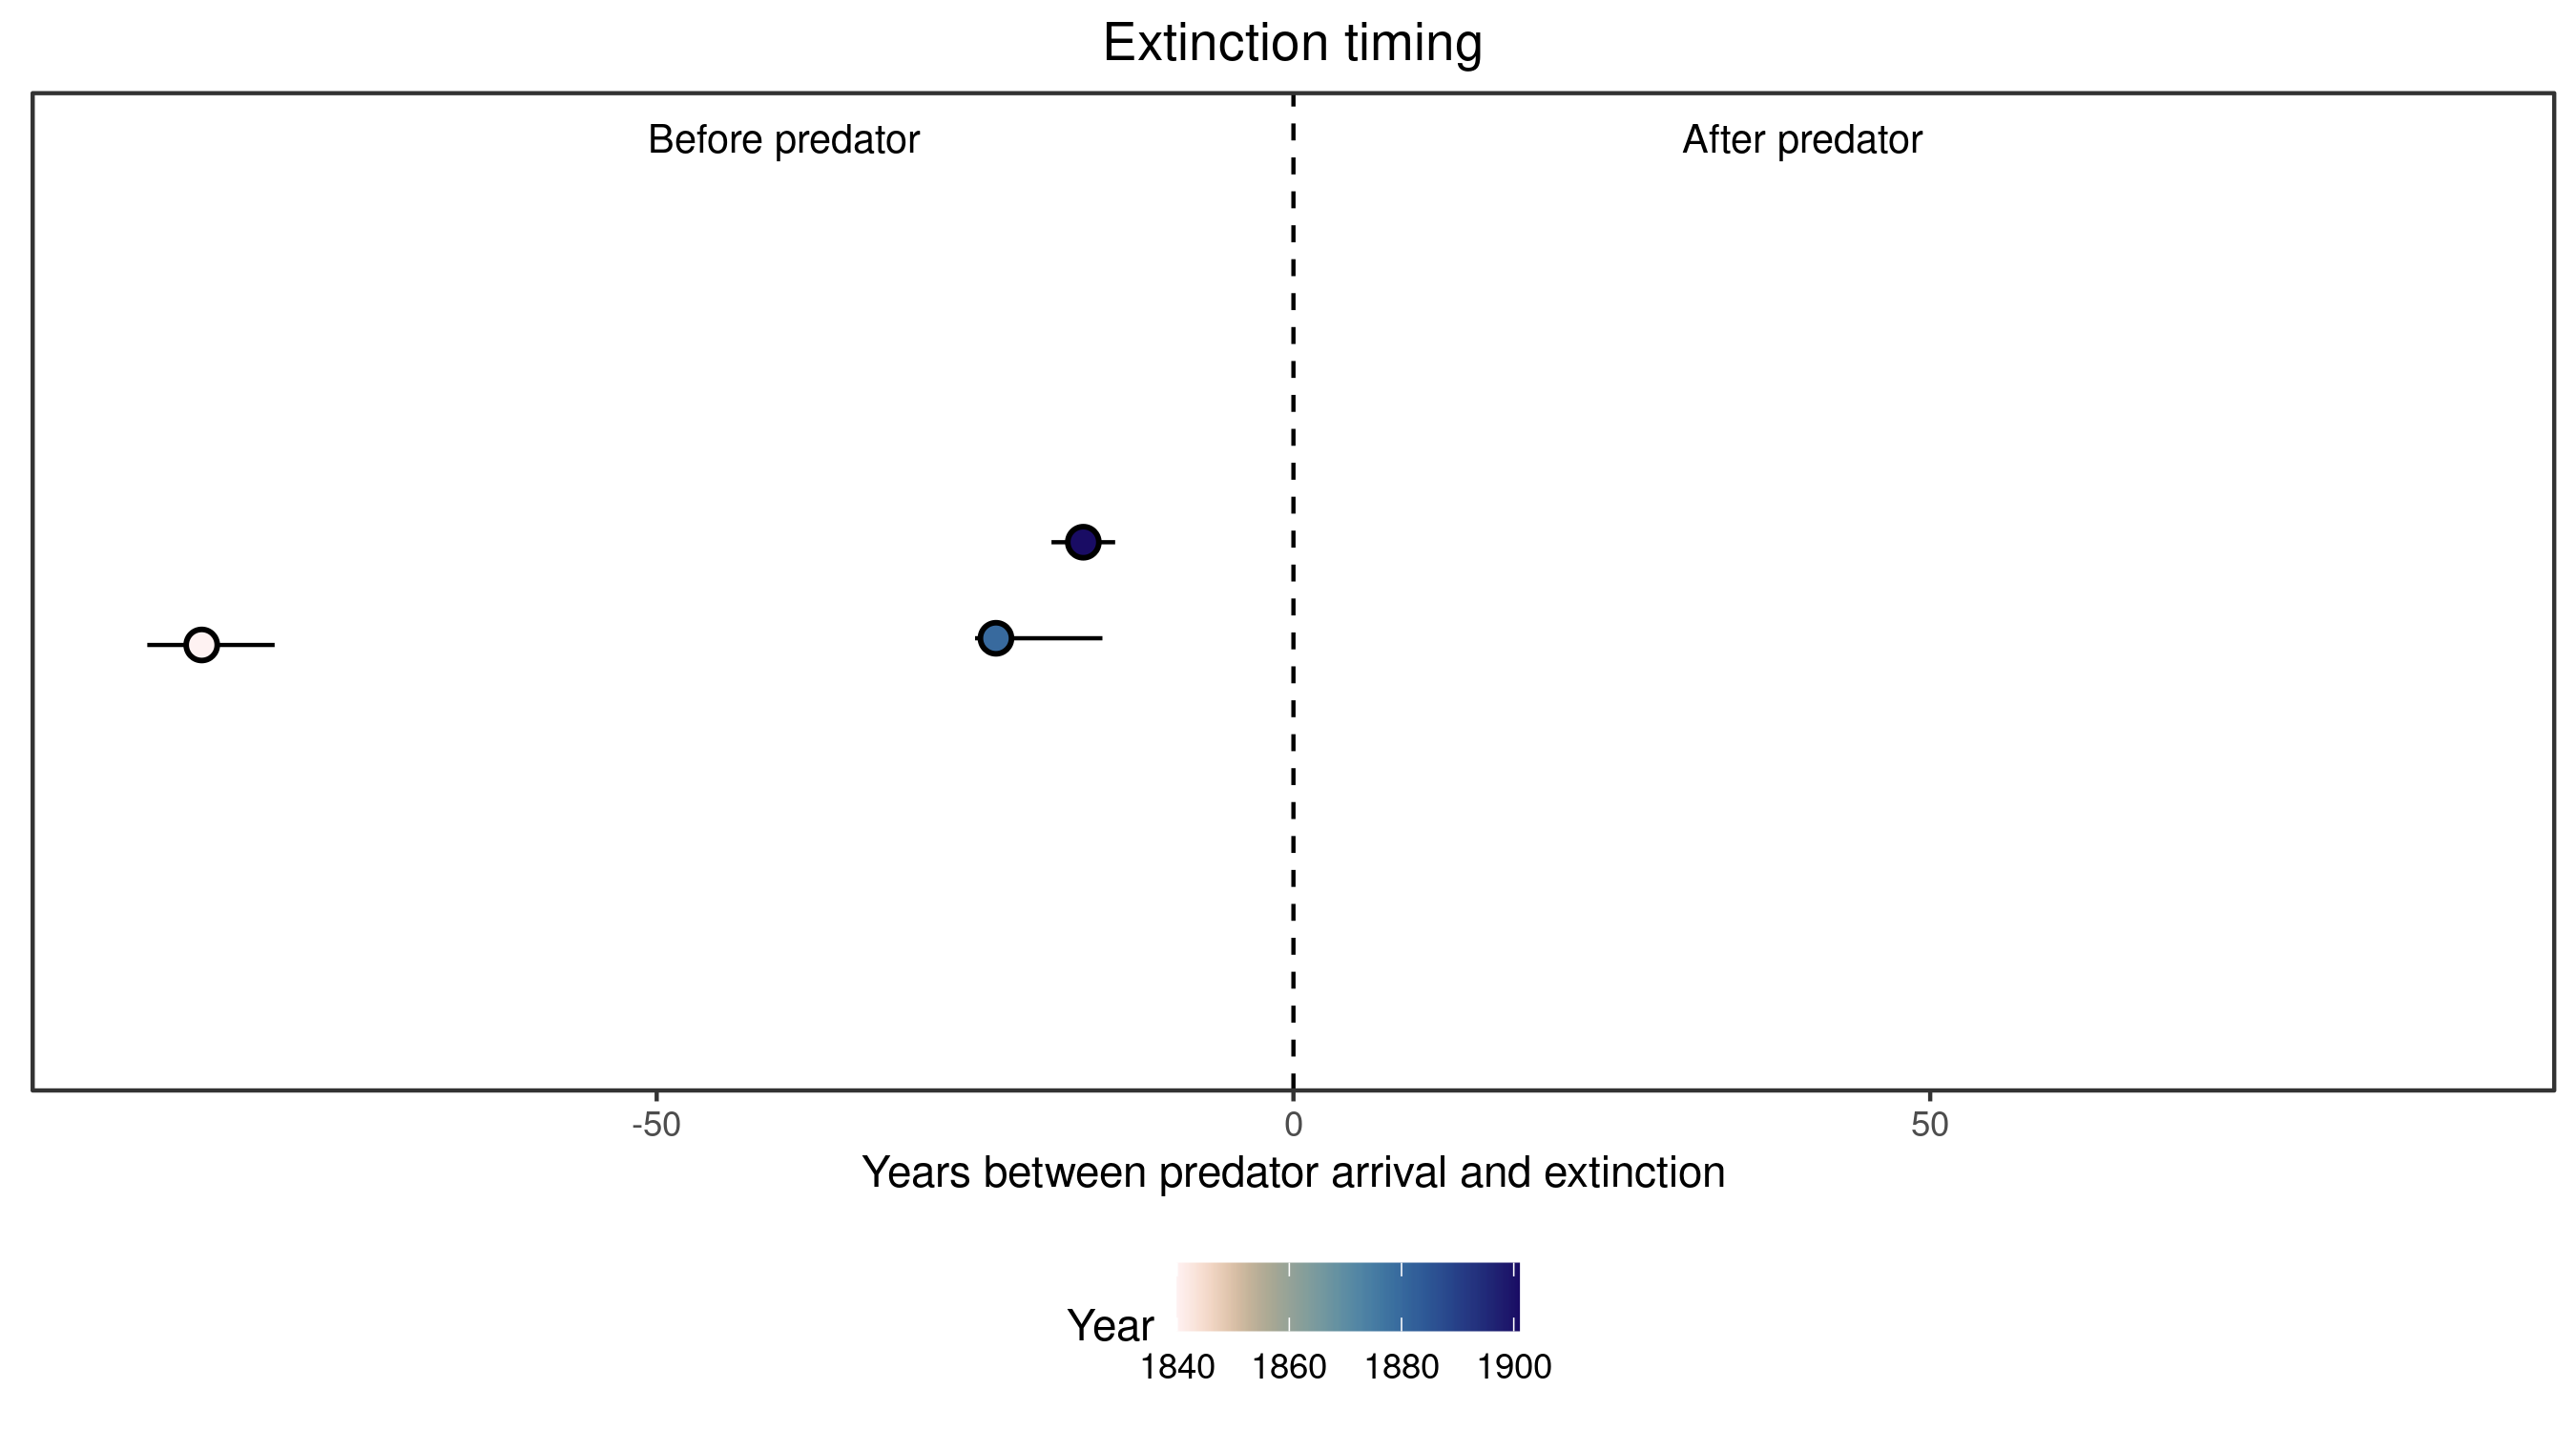 Extinction timing
Before predator
After predator
-50
0
50
Years between predator arrival and extinction
Year
1840
1860
1880
1900